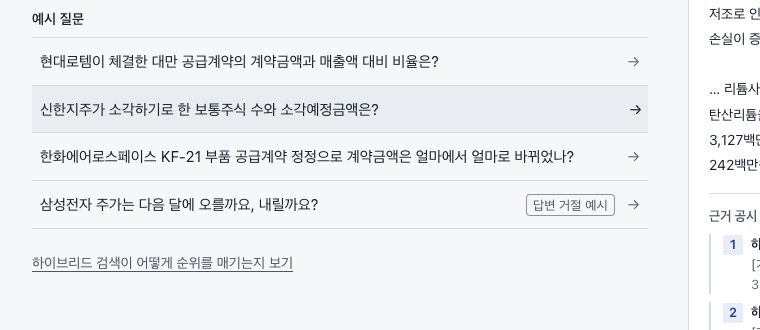 예시 질문
현대로템이 체결한 대만 공급계약의 계약금액과 매출액 대비 비율은?
신한지주가 소각하기로 한 보통주식 수와 소각예정금액은?
한화에어로스페이스 KF-21 부품 공급계약 정정으로 계약금액은 얼마에서 얼마로 바뀌었나?
삼성전자 주가는 다음 달에 오를까요, 내릴까요?
답변 거절 예시
하이브리드 검색이 어떻게 순위를 매기는지 보기
저조로 인
손실이 증
... 리튬사
탄산리튬
3,127백만
242백만
근거 공시
1
[
3
2